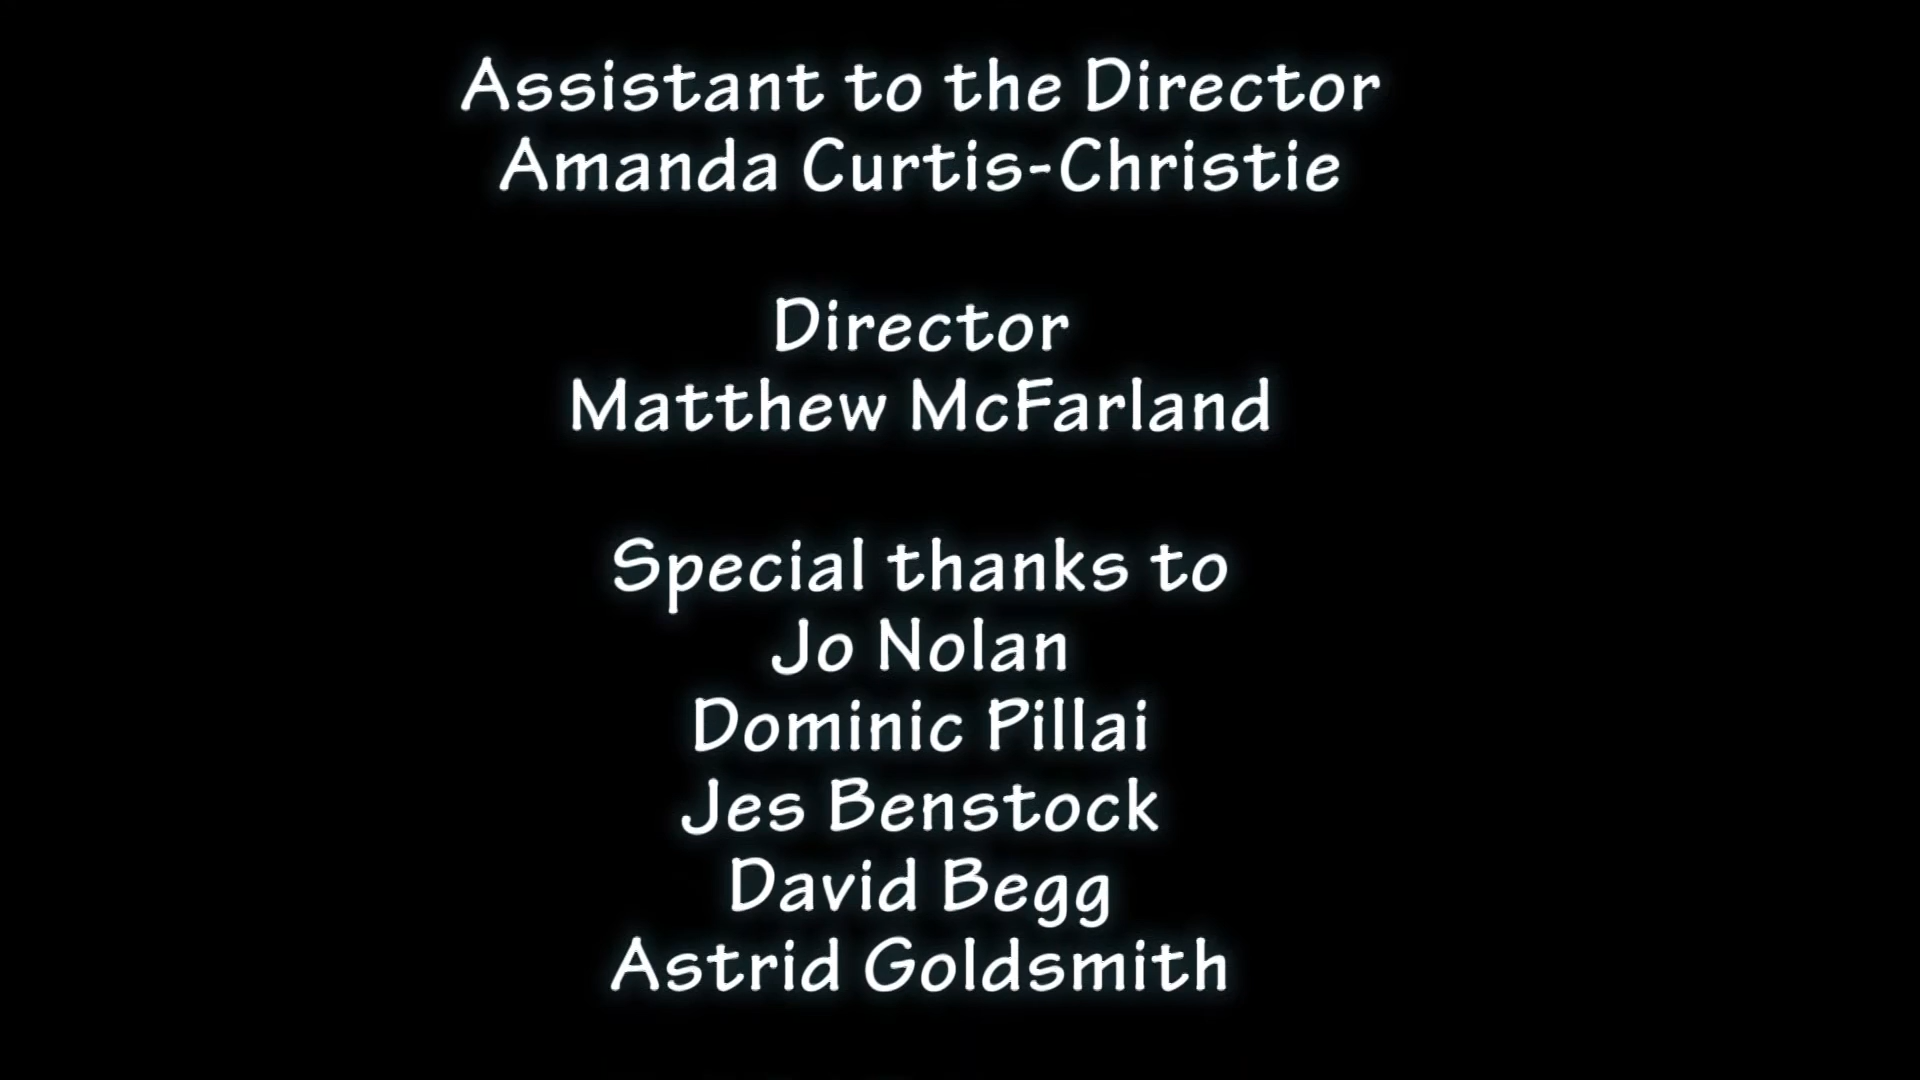 Assistant to the Director
Amanda Curtis-Christie
Director
Matthew McFarland
Special thanks to
Jo Nolan
Dominic Pillai
Jes Benstock
David Begg
Astrid Goldsmith